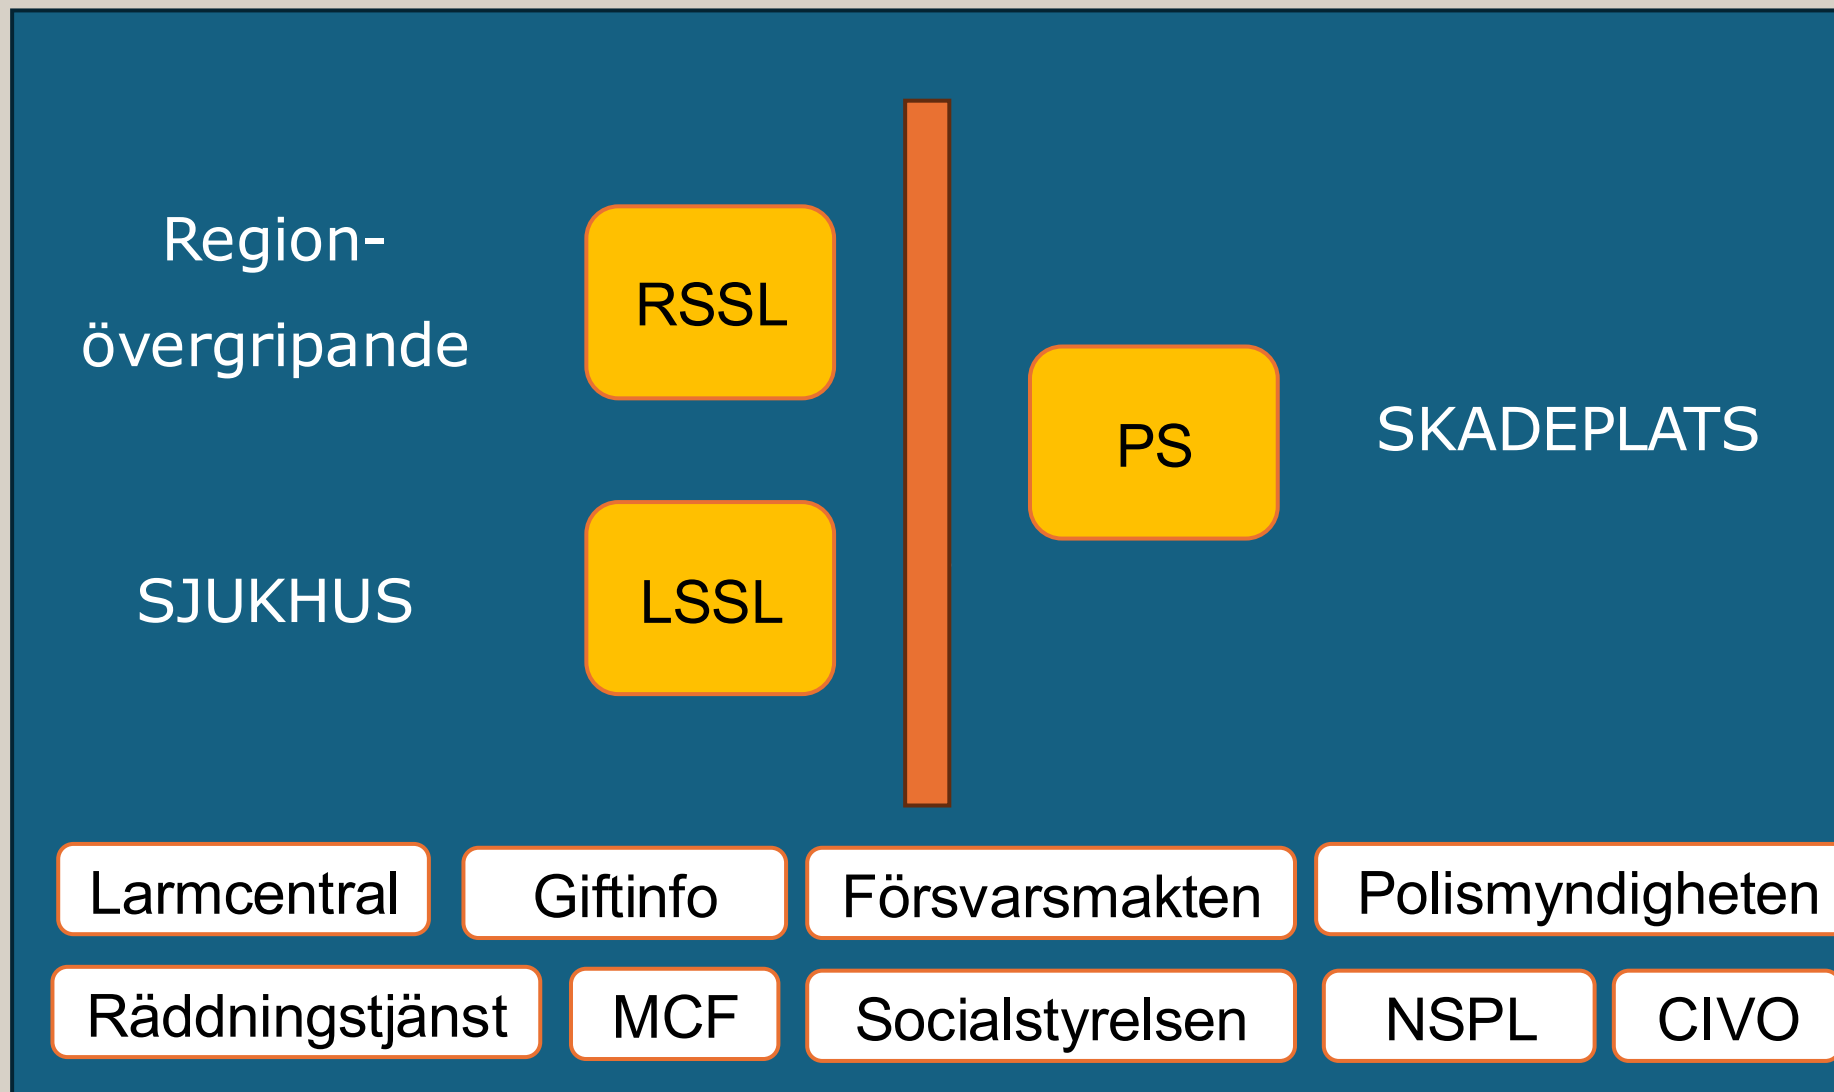 Region-
övergripande
RSSL
PS
SKADEPLATS
SJUKHUS
LSSL
Larmcentral
Giftinfo
Försvarsmakten
Polismyndigheten
Räddningstjänst
MCF
Socialstyrelsen
NSPL
CIVO